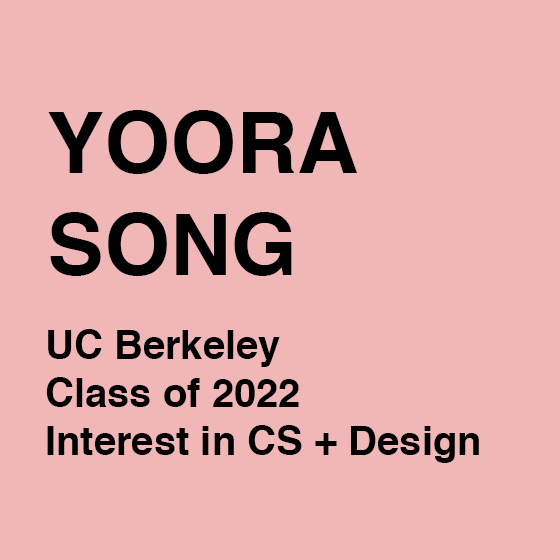 YOORA
SONG
UC Berkeley
Class of 2022
Interest in CS + Design